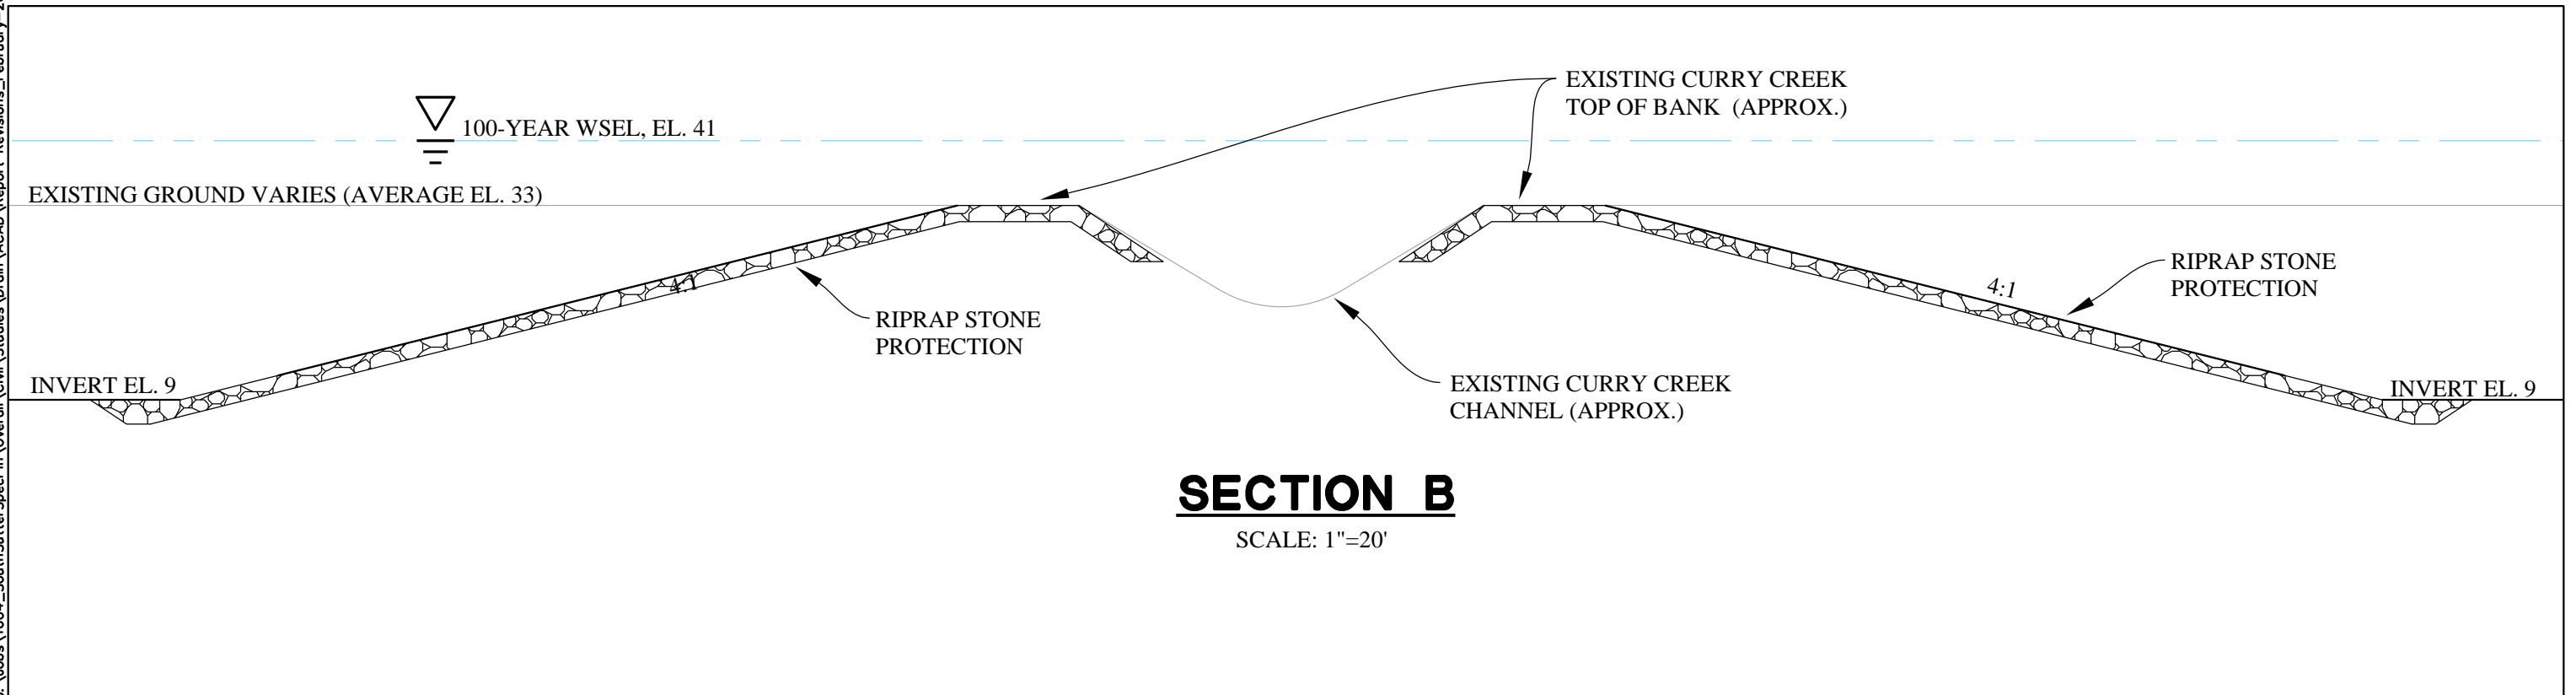 EXISTING CURRY CREEK
TOP OF BANK (APPROX.)
100-YEAR WSEL, EL. 41
EXISTING GROUND VARIES (AVERAGE EL. 33)
4:1
RIPRAP STONE
PROTECTION
4:1
RIPRAP STONE
PROTECTION
INVERT EL. 9
EXISTING CURRY CREEK
CHANNEL (APPROX.)
INVERT EL. 9
SECTION B
SCALE: 1"=20'